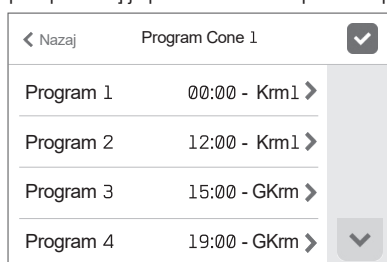 Nazaj Program Cone 1
Program 1 00:00 - Krm1
Program 2 12:00 - Krm1
Program 3 15:00 - GKrm
Program 4 19:00 - GKrm